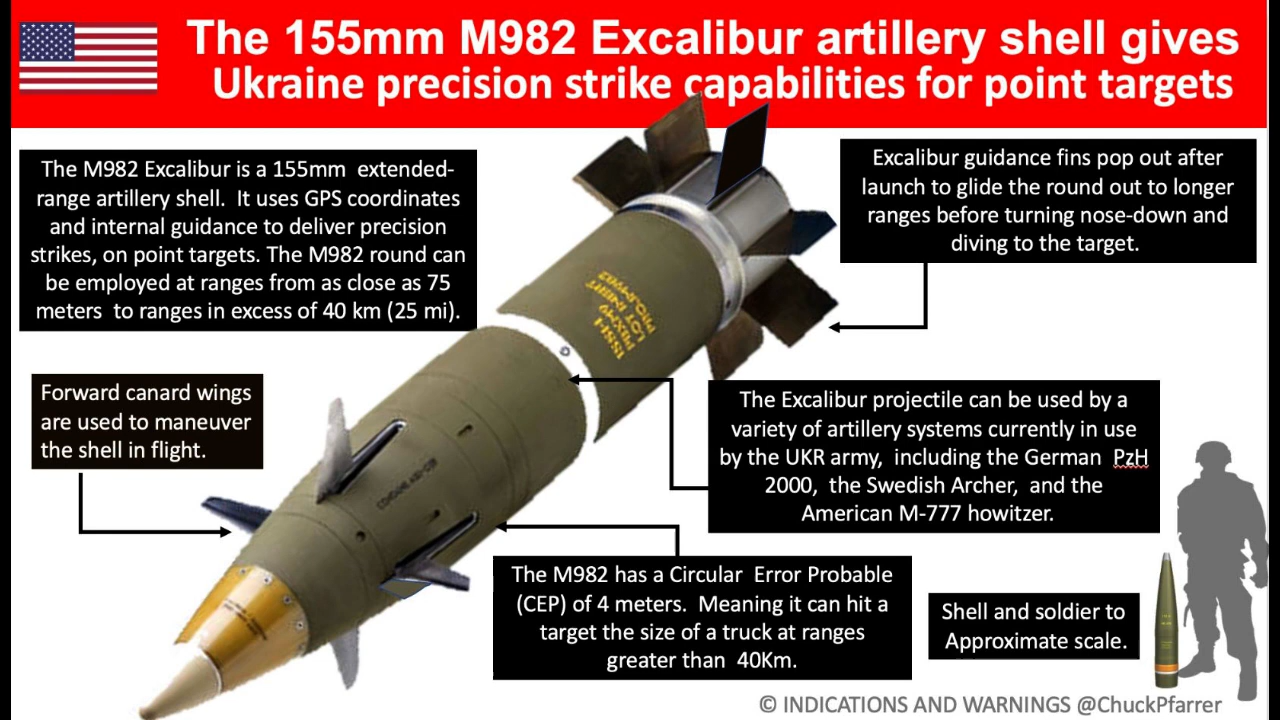 The 155mm M982 Excalibur artillery shell gives
Ukraine precision strike capabilities for point targets
The M982 Excalibur is a 155mm extended-
range artillery shell. It uses GPS coordinates
and internal guidance to deliver precision
strikes, on point targets. The M982 round can
be employed at ranges from as close as 75
meters to ranges in excess of 40 km (25 mi).
Excalibur guidance fins pop out after
launch to glide the round out to longer
ranges before turning nose-down and
diving to the target.
Forward canard wings
are used to maneuver
the shell in flight.
The Excalibur projectile can be used by a
variety of artillery systems currently in use
by the UKR army, including the German PzH
2000, the Swedish Archer, and the
American M-777 howitzer.
The M982 has a Circular Error Probable
(CEP) of 4 meters. Meaning it can hit a
target the size of a truck at ranges
greater than 40Km.
Shell and soldier to
Approximate scale.
© INDICATIONS AND WARNINGS @ChuckPfarrer